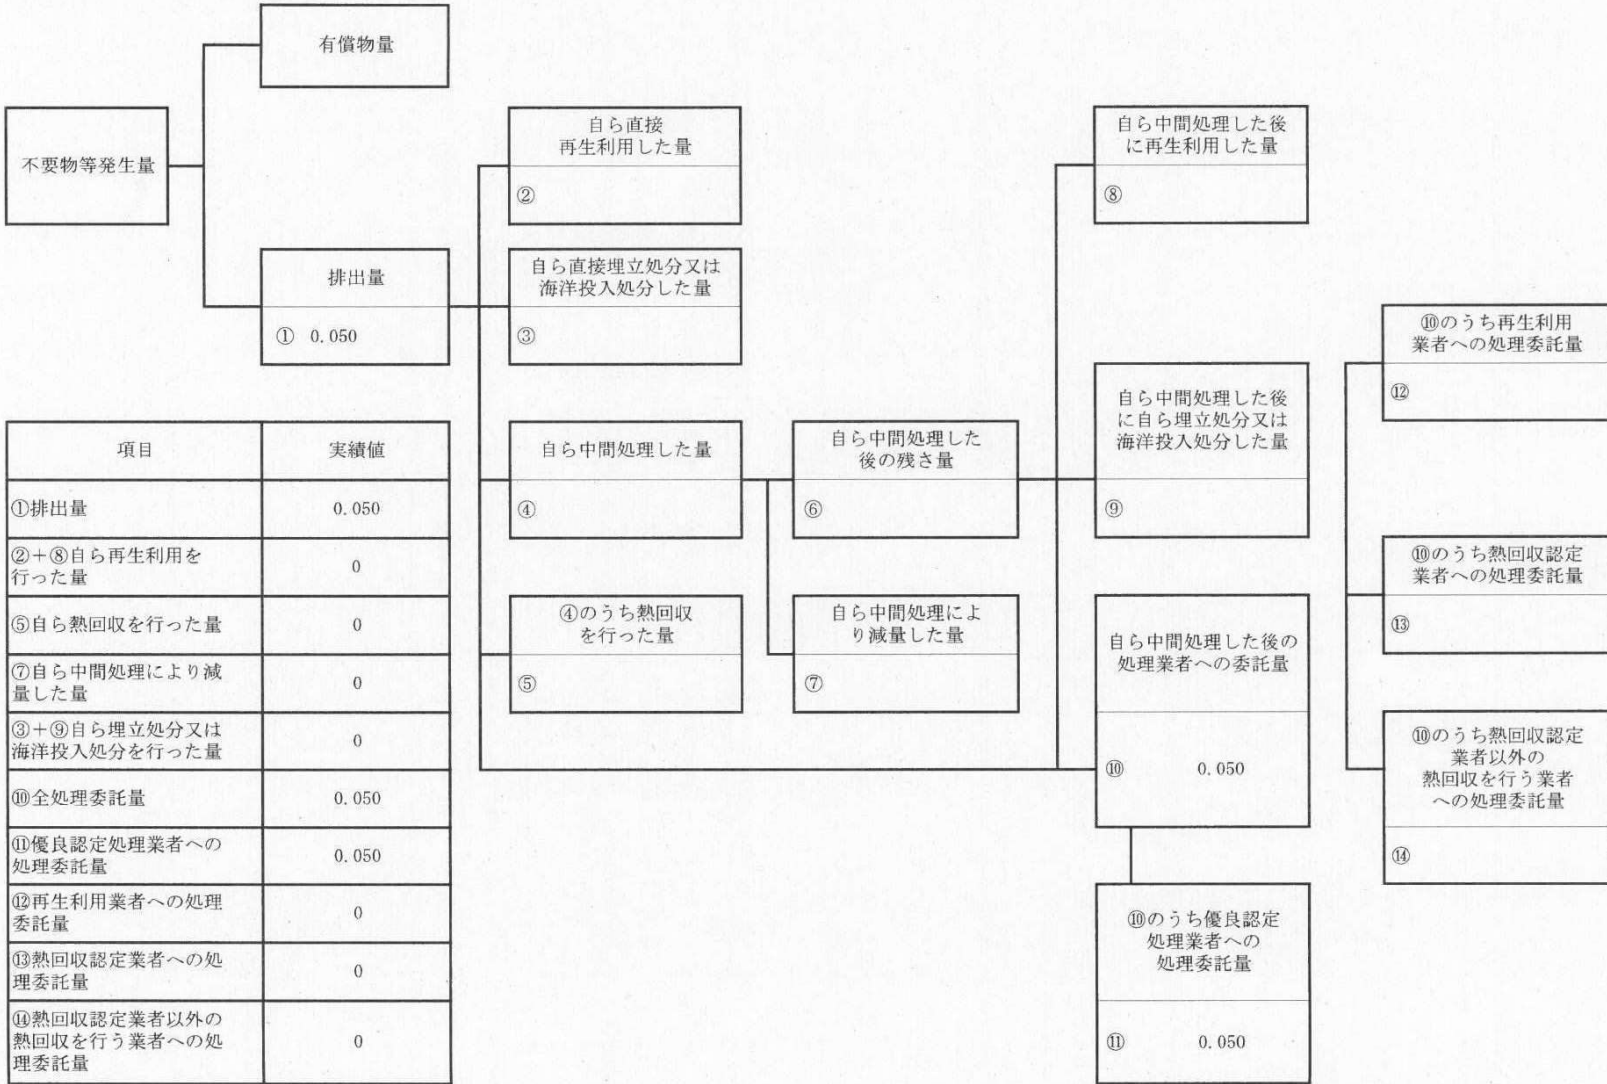 有償物量
不要物等発生量
排出量
① 0.050
自ら直接
再生利用した量
②
自ら直接埋立処分又は
海洋投入処分した量
③
自ら中間処理した量
④
④のうち熱回収
を行った量
⑤
自ら中間処理した
後の残さ量
⑥
自ら中間処理によ
り減量した量
⑦
自ら中間処理した後
に再生利用した量
⑧
自ら中間処理した後
に自ら埋立処分又は
海洋投入処分した量
⑨
自ら中間処理した後の
処理業者への委託量
⑩ 0.050
⑩のうち優良認定
処理業者への
処理委託量
⑪ 0.050
⑩のうち再生利用
業者への処理委託量
⑫
⑩のうち熱回収認定
業者への処理委託量
⑬
⑩のうち熱回収認定
業者以外の
熱回収を行う業者
への処理委託量
⑭
項目 実績値
①排出量 0.050
②+⑧自ら再生利用を
行った量 0
⑤自ら熱回収を行った量 0
⑦自ら中間処理により減
量した量 0
③+⑨自ら埋立処分又は
海洋投入処分を行った量 0
⑩全処理委託量 0.050
⑪優良認定処理業者への
処理委託量 0.050
⑫再生利用業者への処理
委託量 0
⑬熱回収認定業者への処
理委託量 0
⑭熱回収認定業者以外の
熱回収を行う業者への処
理委託量 0